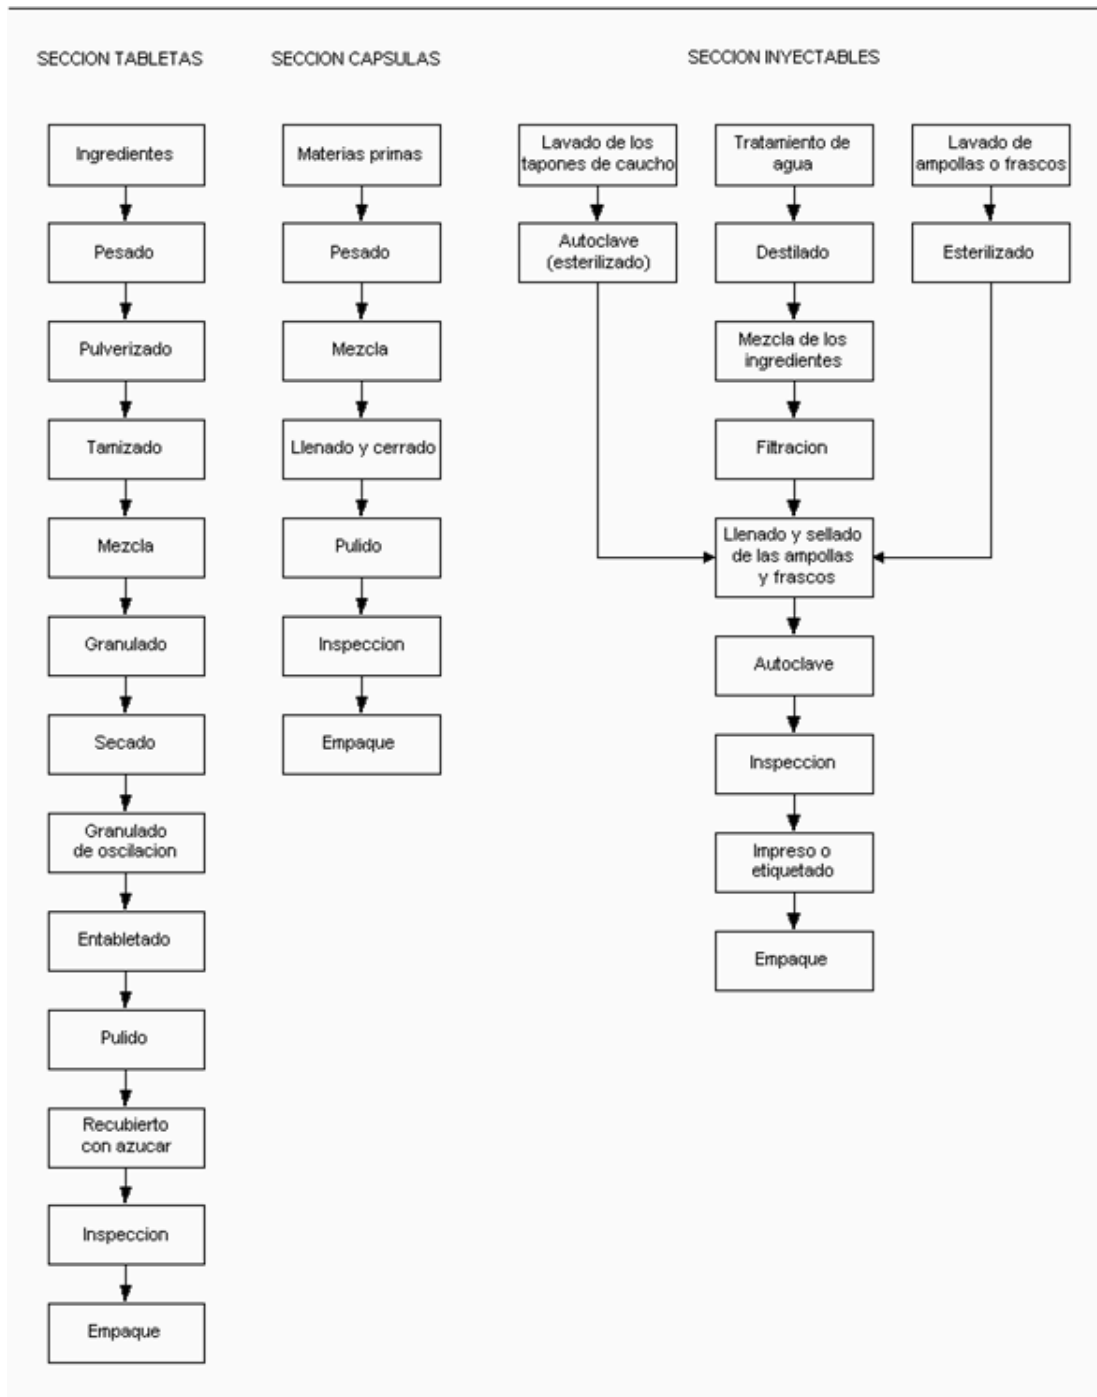 SECCION TABLETAS
Ingredientes
Pesado
Pulverizado
Tamizado
Mezcla
Granulado
Secado
Granulado
de oscilacion
Entabletado
Pulido
Recubierto
con azucar
Inspeccion
Empaque
SECCION CAPSULAS
Materias primas
Pesado
Mezcla
Llenado y cerrado
Pulido
Inspeccion
Empaque
SECCION INYECTABLES
Lavado de los
tapones de caucho
Autoclave
(esterilizado)
Tratamiento de
agua
Destilado
Mezcla de los
ingredientes
Filtracion
Lavado de
ampollas o frascos
Esterilizado
Llenado y sellado
de las ampollas
y frascos
Autoclave
Inspeccion
Impreso o
etiquetado
Empaque